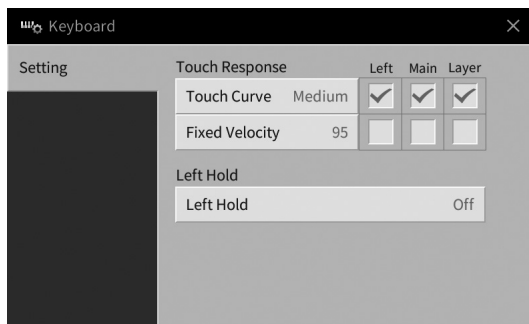 Keyboard
Setting
Touch Response Left Main Layer
Touch Curve Medium
Fixed Velocity 95
Left Hold
Left Hold Off